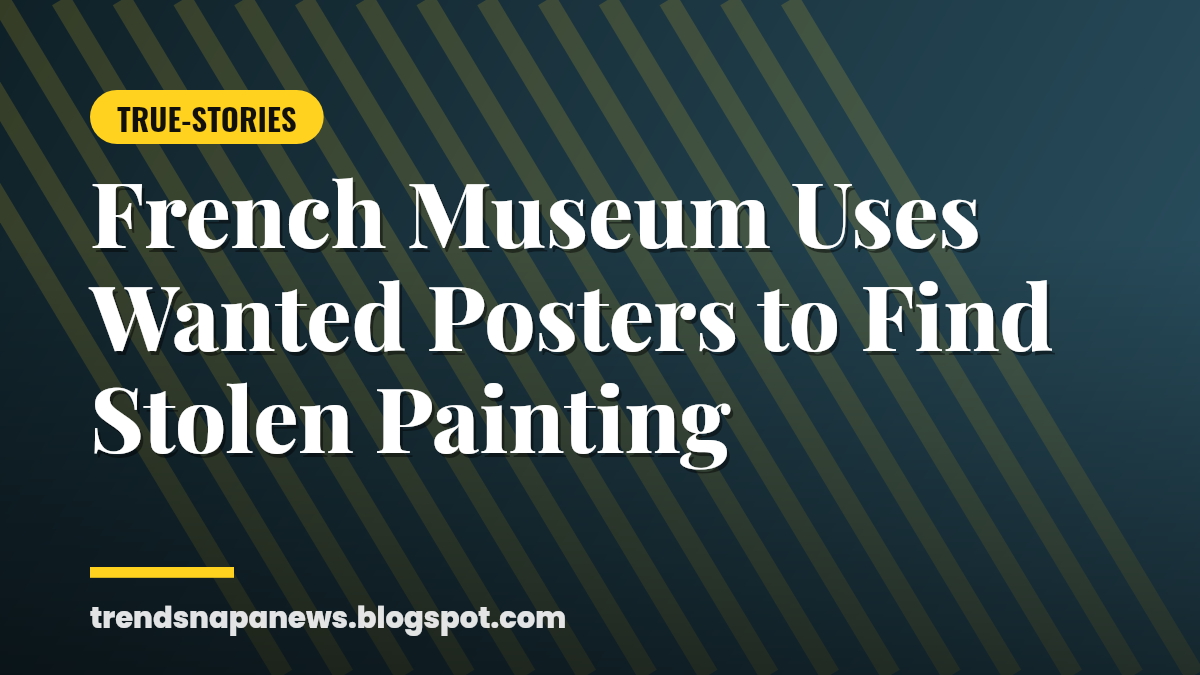 TRUE-STORIES
French Museum Uses
Wanted Posters to Find
Stolen Painting
trendsnapanews.blogspot.com